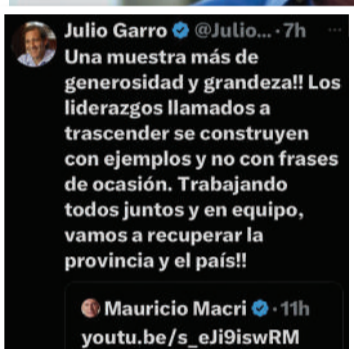 Julio Garro @Julio... · 7h ...
Una muestra más de
generosidad y grandeza!! Los
liderazgos llamados a
trascender se construyen
con ejemplos y no con frases
de ocasión. Trabajando
todos juntos y en equipo,
vamos a recuperar la
provincia y el país!!
Mauricio Macri · 11h
youtu.be/s_eJi9iswRM